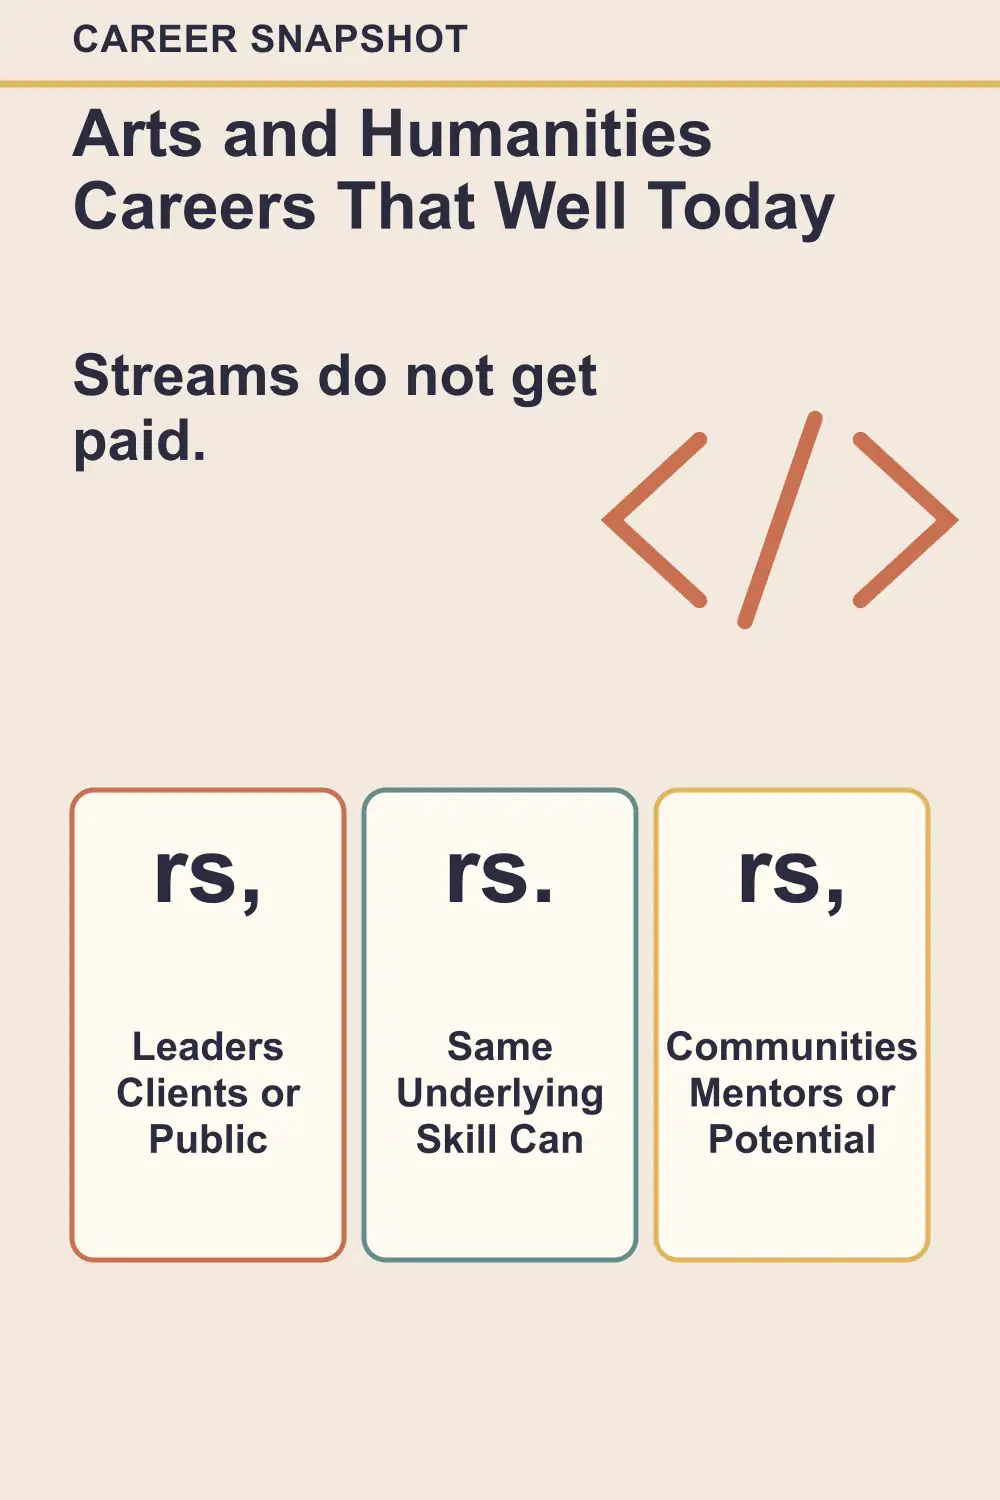 CAREER SNAPSHOT
Arts and Humanities
Careers That Well Today
Streams do not get
paid.
rs,
Leaders
Clients or
Public
rs.
Same
Underlying
Skill Can
rs,
Communities
Mentors or
Potential